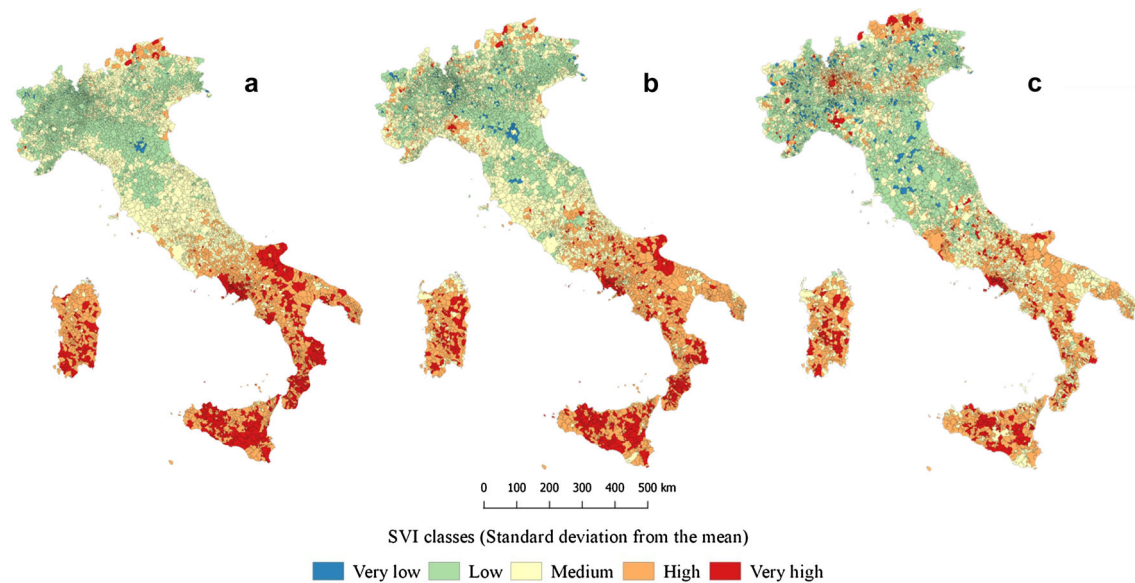 a
b
c
0 100 200 300 400 500 km
SVI classes (Standard deviation from the mean)
Very low Low Medium High Very high